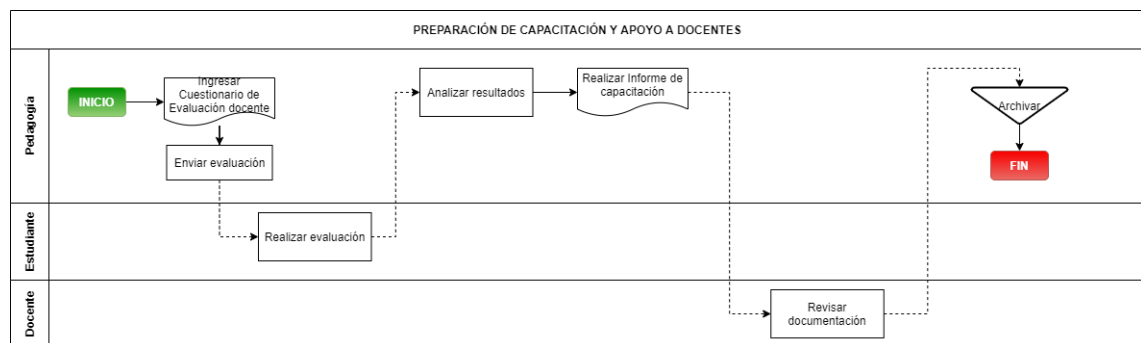 PREPARACIÓN DE CAPACITACIÓN Y APOYO A DOCENTES
Pedagogía
INICIO
Ingresar
Cuestionario de
Evaluación docente
Enviar evaluación
Analizar resultados
Realizar Informe de
capacitación
Archivar
FIN
Estudiante
Realizar evaluación
Docente
Revisar
documentación